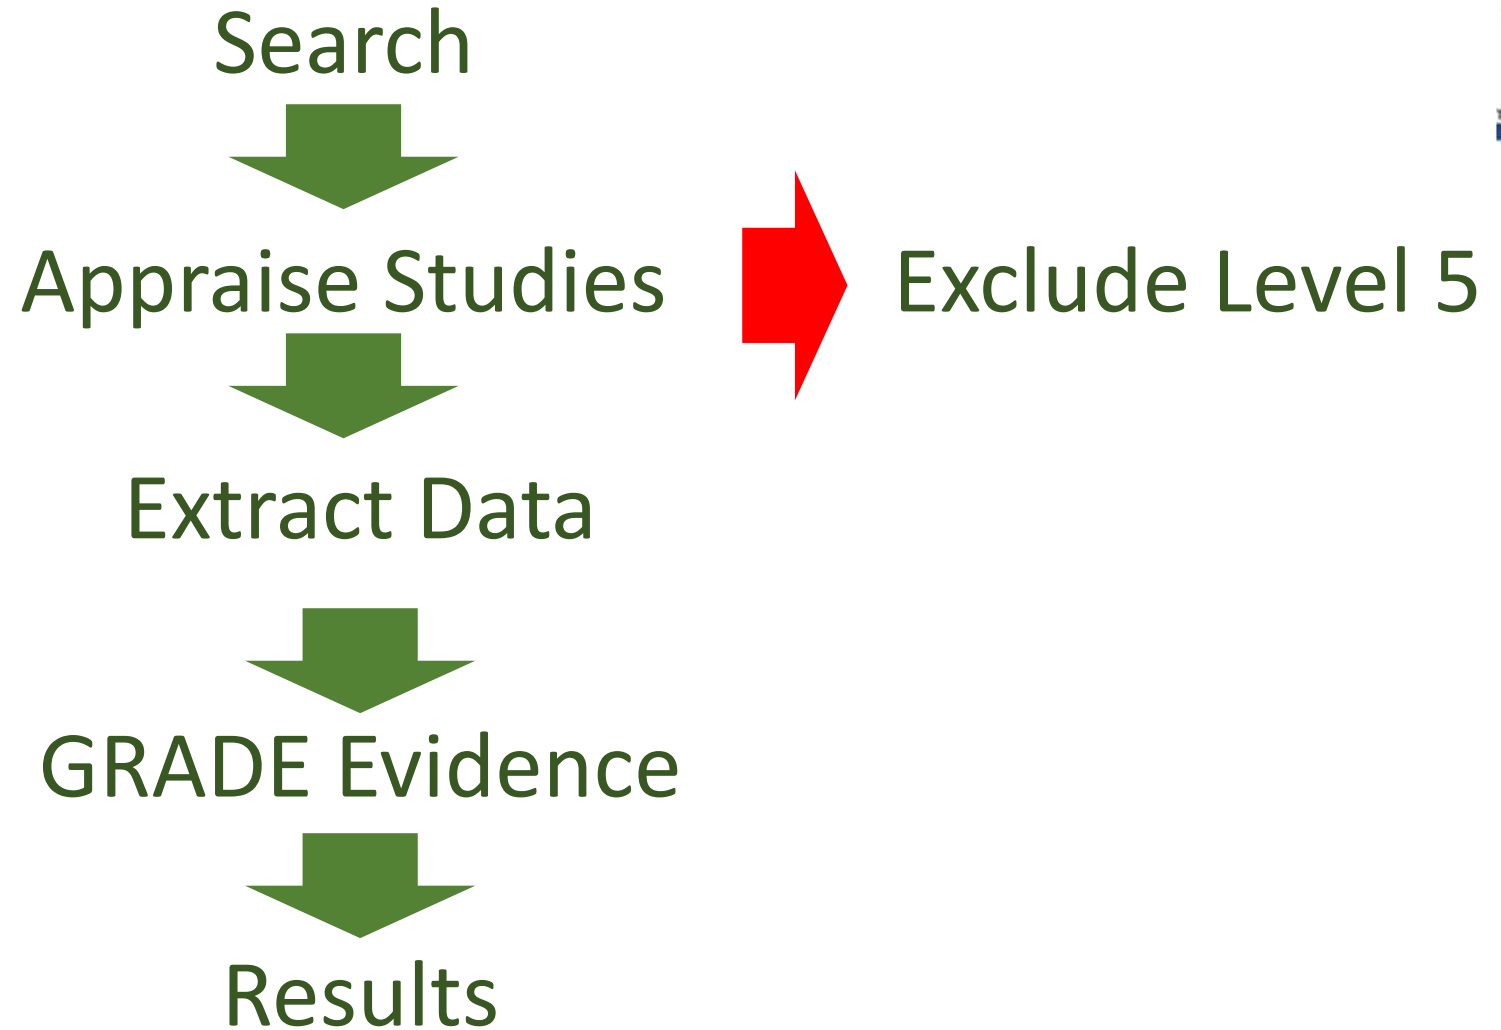 Search
Appraise Studies
Exclude Level 5
Extract Data
GRADE Evidence
Results